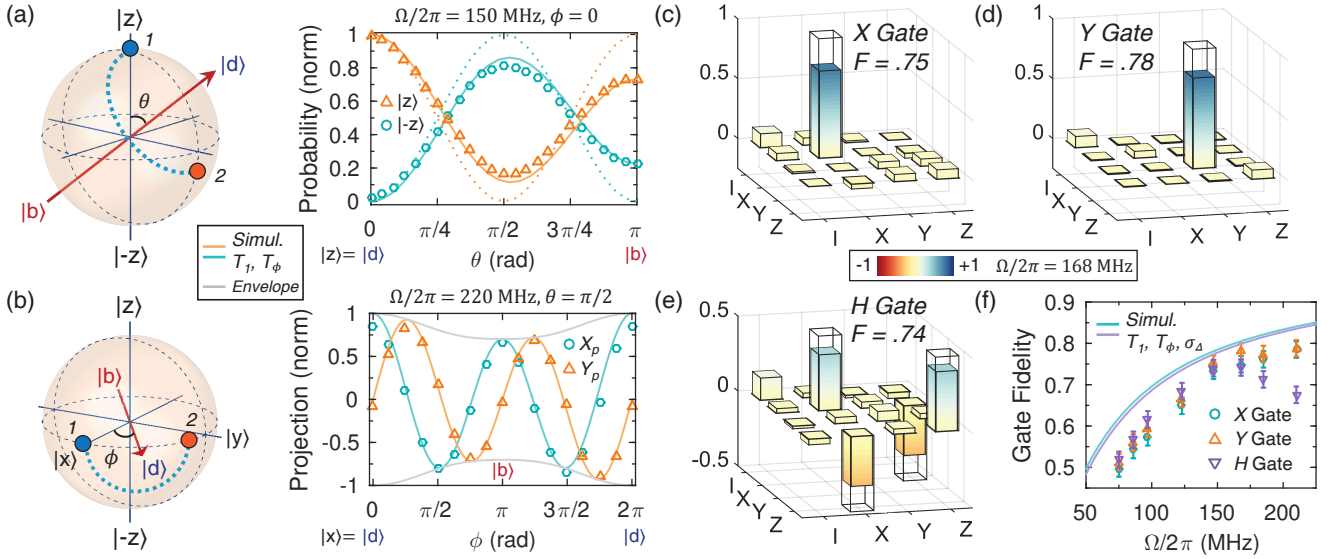 (a)
|z⟩
1
|d⟩
θ
2
|b⟩
|-z⟩
Ω/2π = 150 MHz, ϕ = 0
Probability (norm)
1
0.8
0.6
0.4
0.2
0
|z⟩
|-z⟩
0
π/4
π/2
3π/4
π
|z⟩= |d⟩
θ (rad)
|b⟩
Simul.
T1, Tϕ
Envelope
(b)
|z⟩
|b⟩
1
2
|y⟩
|x⟩
ϕ
|d⟩
|-z⟩
Ω/2π = 220 MHz, θ = π/2
Projection (norm)
1
0.5
0
-0.5
-1
Xp
Yp
|b⟩
0
π/2
π
3π/2
2π
|x⟩= |d⟩
ϕ (rad)
|d⟩
(c)
X Gate
F = .75
1
0.5
0
I
X
Y
Z
I
X
Y
Z
(d)
Y Gate
F = .78
1
0.5
0
I
X
Y
Z
I
X
Y
Z
-1
+1
Ω/2π = 168 MHz
(e)
H Gate
F = .74
0.5
0
-0.5
I
X
Y
Z
I
X
Y
Z
(f)
Gate Fidelity
0.9
0.8
0.7
0.6
0.5
Simul.
T1, Tϕ, σΔ
X Gate
Y Gate
H Gate
50
100
150
200
Ω/2π (MHz)